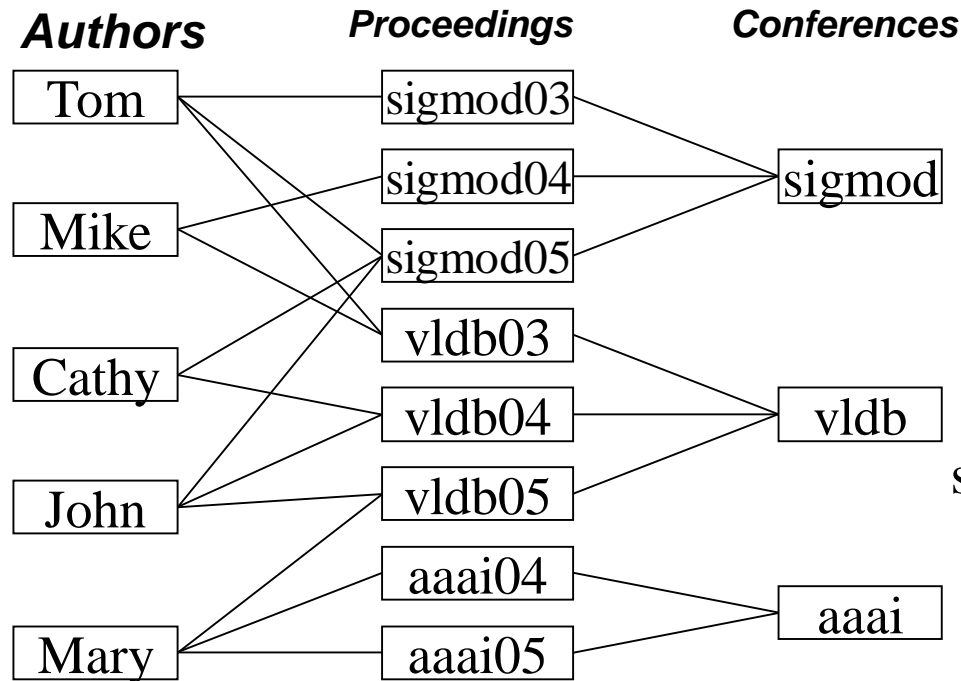 Authors
Proceedings
Conferences
Tom
sigmod03
sigmod04
sigmod
Mike
sigmod05
vldb03
Cathy
vldb04
vldb
vldb05
s
John
aaai04
aaai
Mary
aaai05